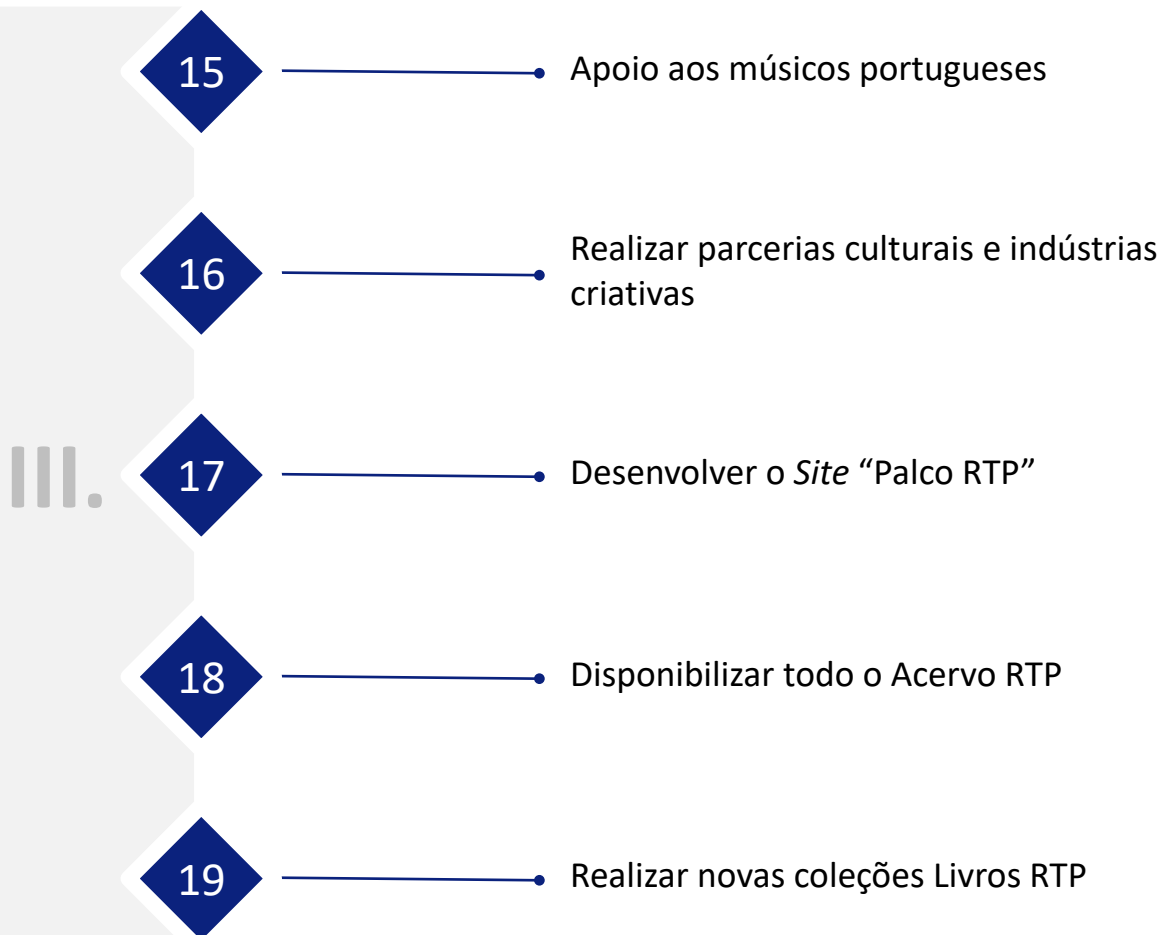 15
Apoio aos músicos portugueses
16
Realizar parcerias culturais e indústrias
criativas
III.
17
Desenvolver o Site “Palco RTP”
18
Disponibilizar todo o Acervo RTP
19
Realizar novas coleções Livros RTP